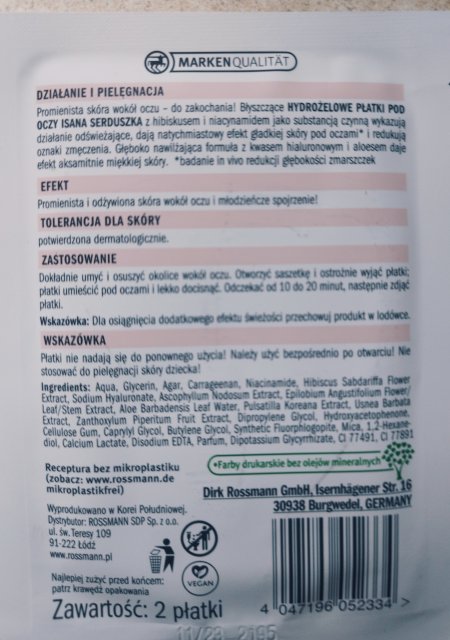 MARKENQUALITÄT
DZIAŁANIE I PIELĘGNACJA
Promienista skóra wokół oczu – do zakochania! Błyszczące HYDROŻELOWE PŁATKI POD
OCZY ISANA SERDUSZKA z hibiskusem i niacynamidem jako substancją czynną wykazują
działanie odświeżające, dają natychmiastowy efekt gładkiej skóry pod oczami* i redukują
oznaki zmęczenia. Głęboko nawilżająca formuła z kwasem hialuronowym i aloesem daje
efekt aksamitnie miękkiej skóry. *badanie in vivo redukcji głębokości zmarszczek
EFEKT
Promienista i odżywiona skóra wokół oczu i młodzieńcze spojrzenie!
TOLERANCJA DLA SKÓRY
potwierdzona dermatologicznie.
ZASTOSOWANIE
Dokładnie umyć i osuszyć okolice wokół oczu. Otworzyć saszetkę i ostrożnie wyjąć płatki;
płatki umieścić pod oczami i lekko docisnąć. Odczekać od 10 do 20 minut, następnie zdjąć
płatki.
Wskazówka: Dla osiągnięcia dodatkowego efektu świeżości przechowuj produkt w lodówce.
WSKAZÓWKA
Płatki nie nadają się do ponownego użycia! Należy użyć bezpośrednio po otwarciu! Nie
stosować do pielęgnacji skóry dziecka!
Ingredients: Aqua, Glycerin, Agar, Carrageenan, Niacinamide, Hibiscus Sabdariffa Flower
Extract, Sodium Hyaluronate, Ascophyllum Nodosum Extract, Epilobium Angustifolium Flower/
Leaf/Stem Extract, Aloe Barbadensis Leaf Water, Pulsatilla Koreana Extract, Usnea Barbata
Extract, Zanthoxylum Piperitum Fruit Extract, Dipropylene Glycol, Hydroxyacetophenone,
Cellulose Gum, Caprylyl Glycol, Butylene Glycol, Synthetic Fluorphlogopite, Mica, 1,2-Hexane-
diol, Calcium Lactate, Disodium EDTA, Parfum, Dipotassium Glycyrrhizate, CI 77491, CI 77891
Receptura bez mikroplastiku
(zobacz: www.rossmann.de
mikroplastikfrei)
•Farby drukarskie bez olejów mineralnych•
Dirk Rossmann GmbH, Isernhägener Str. 16
30938 Burgwedel, GERMANY
Wyprodukowano w Korei Południowej.
Dystrybutor: ROSSMANN SDP Sp. z o.o.
ul. św. Teresy 109
91-222 Łódź
www.rossmann.pl
VEGAN
Najlepiej zużyć przed końcem:
patrz krawędź opakowania
Zawartość: 2 płatki
4 047196 052334 >